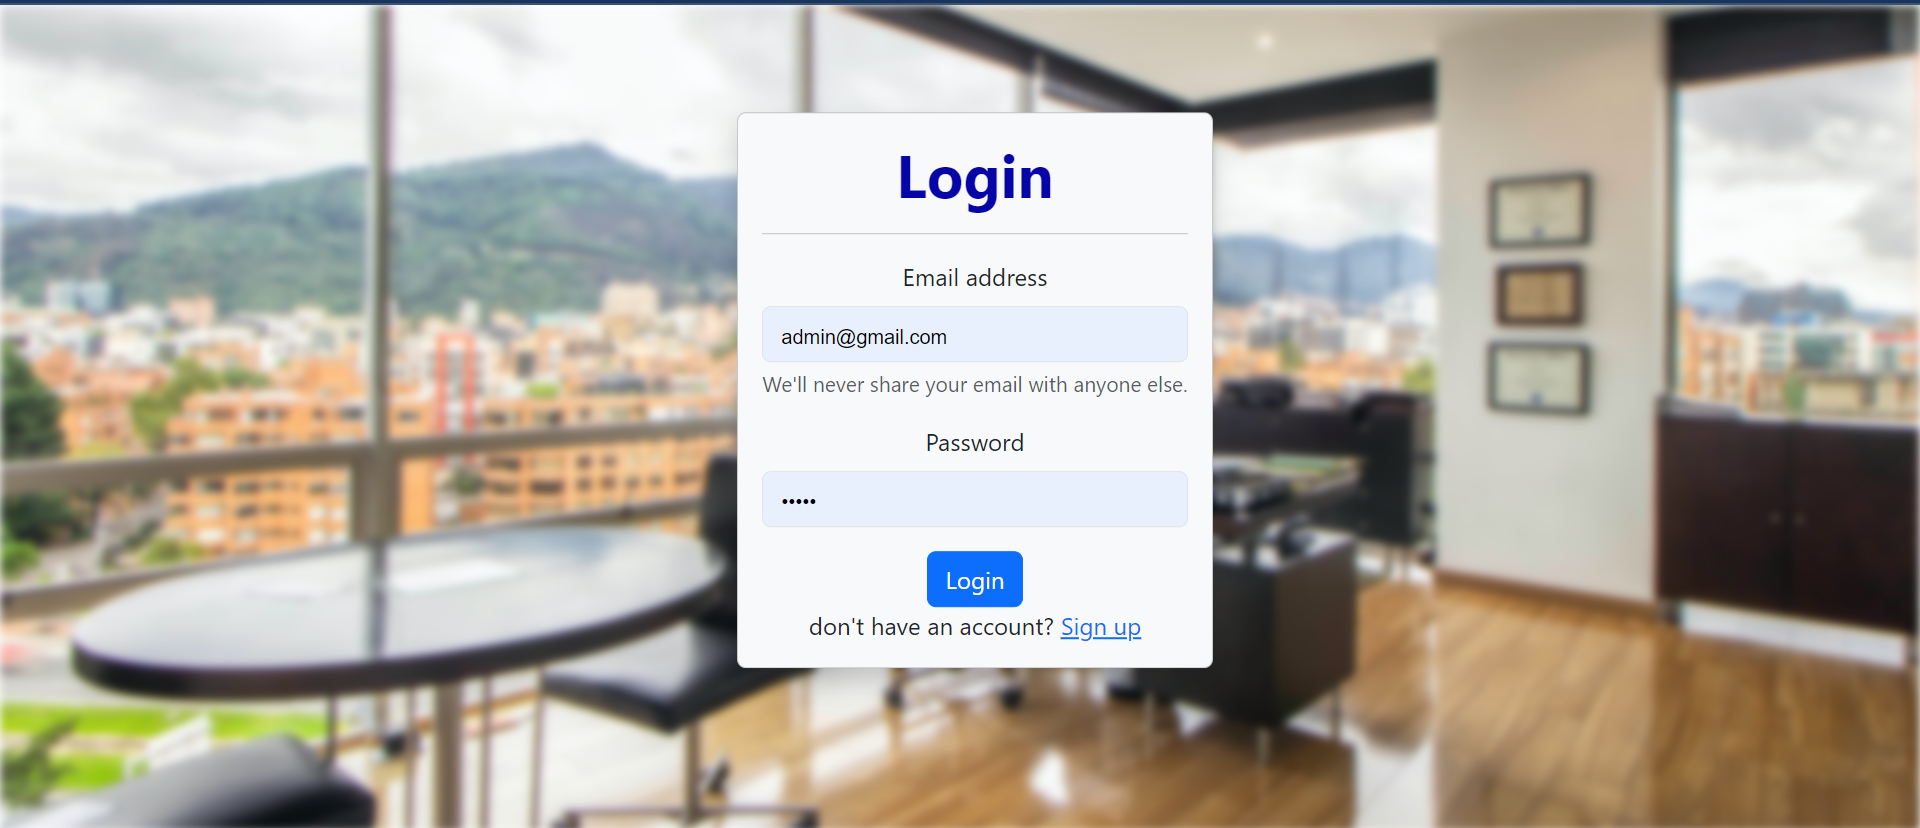 Login
Email address
admin@gmail.com
We'll never share your email with anyone else.
Password
•••••
Login
don't have an account? Sign up